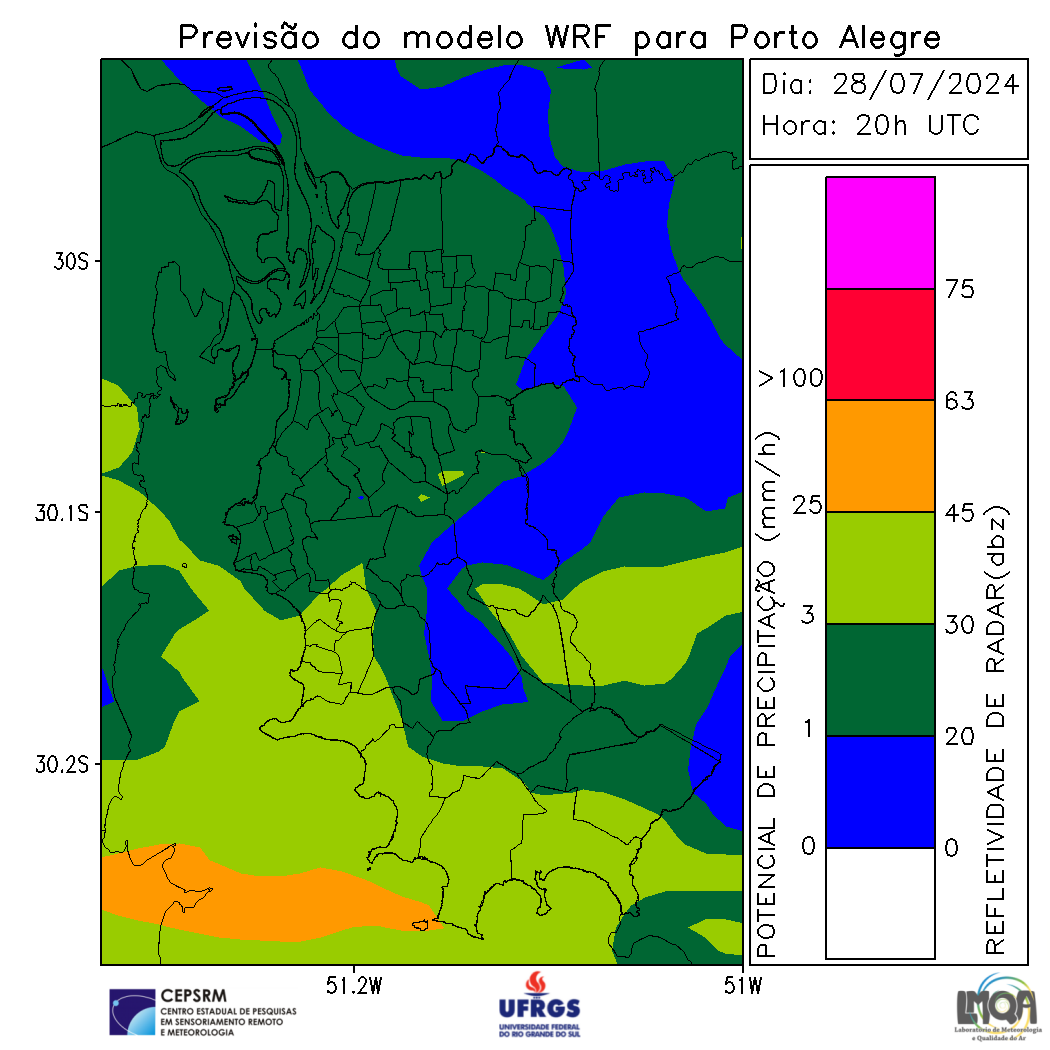 Previsão do modelo WRF para Porto Alegre
Dia: 28/07/2024
Hora: 20h UTC
30S
30.1S
30.2S
51.2W
51W
POTENCIAL DE PRECIPITAÇÃO (mm/h)
>100
25
3
1
0
75
63
45
30
20
0
REFLETIVIDADE DE RADAR(dbz)
CEPSRM
CENTRO ESTADUAL DE PESQUISAS
EM SENSORIAMENTO REMOTO
E METEOROLOGIA
UFRGS
UNIVERSIDADE FEDERAL
DO RIO GRANDE DO SUL
LMQA
Laboratório de Meteorologia
e Qualidade do Ar